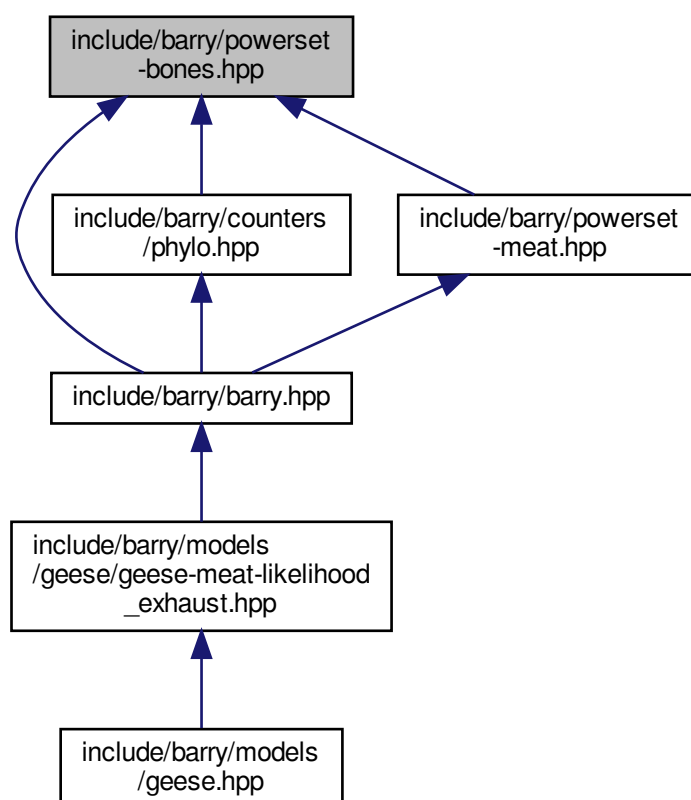 include/barry/powerset
-bones.hpp
include/barry/counters
/phylo.hpp
include/barry/powerset
-meat.hpp
include/barry/barry.hpp
include/barry/models
/geese/geese-meat-likelihood
_exhaust.hpp
include/barry/models
/geese.hpp